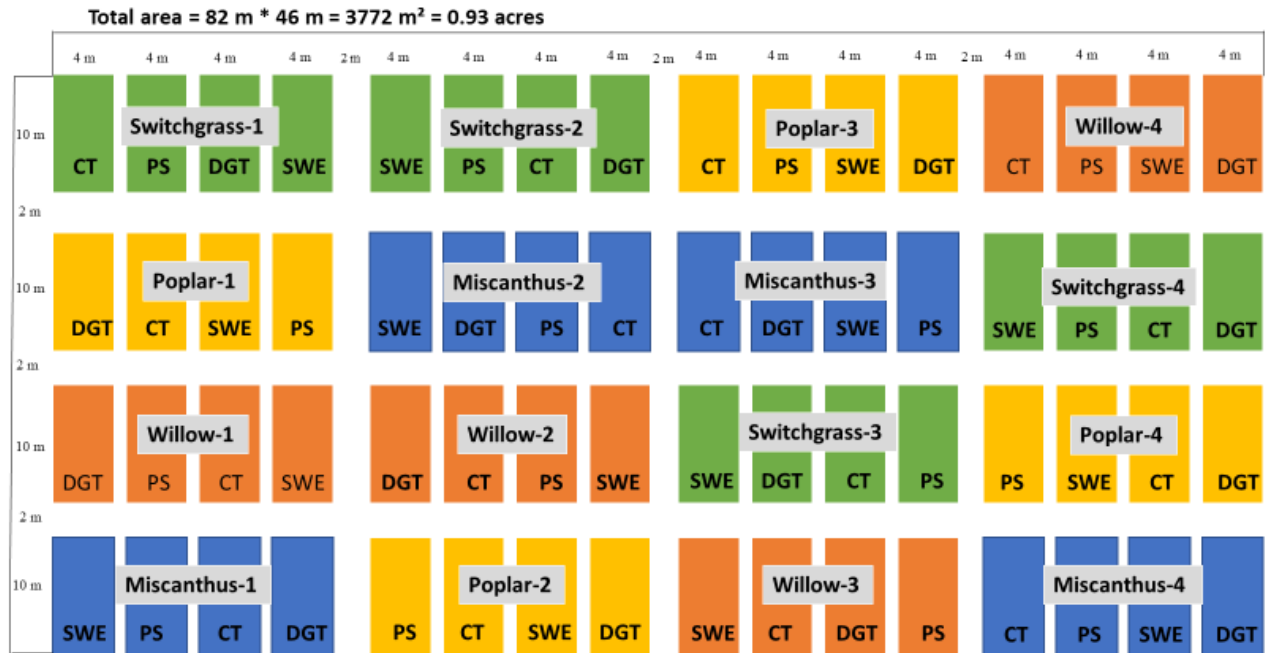 Total area = 82 m * 46 m = 3772 m² = 0.93 acres
4 m 4 m 4 m 4 m 2 m 4 m 4 m 4 m 4 m 2 m 4 m 4 m 4 m 4 m 2 m 4 m 4 m 4 m 4 m
10 m Switchgrass-1 Switchgrass-2 Poplar-3 Willow-4
CT PS DGT SWE SWE PS CT DGT CT PS SWE DGT CT PS SWE DGT
2 m
10 m Poplar-1 Miscanthus-2 Miscanthus-3 Switchgrass-4
DGT CT SWE PS SWE DGT PS CT CT DGT SWE PS SWE PS CT DGT
2 m
10 m Willow-1 Willow-2 Switchgrass-3 Poplar-4
DGT PS CT SWE DGT CT PS SWE SWE DGT CT PS PS SWE CT DGT
2 m
10 m Miscanthus-1 Poplar-2 Willow-3 Miscanthus-4
SWE PS CT DGT PS CT SWE DGT SWE CT DGT PS CT PS SWE DGT